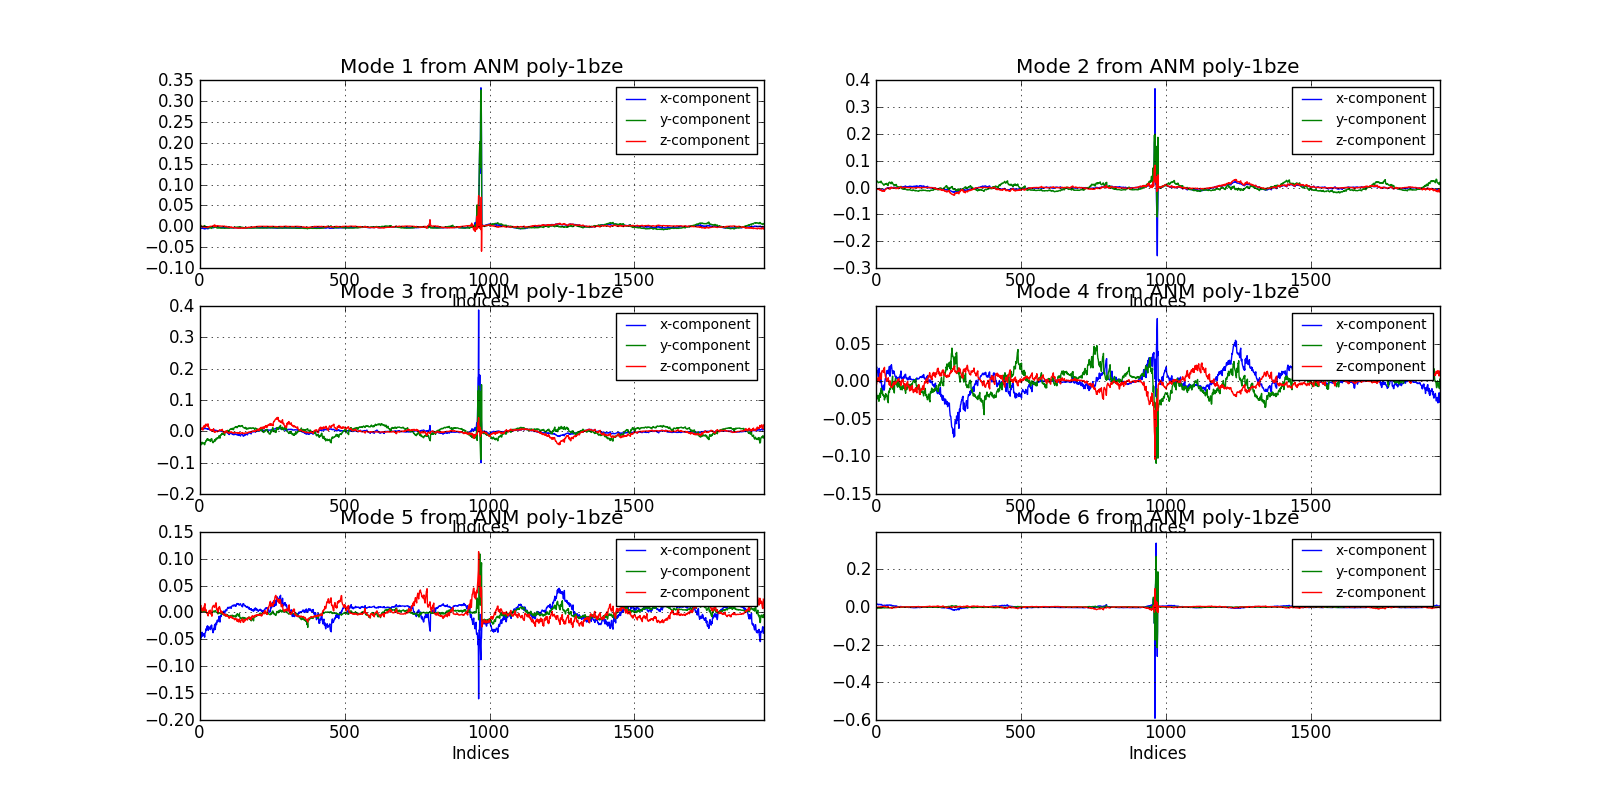 Mode 1 from ANM poly-1bze
0.35
0.30
0.25
0.20
0.15
0.10
0.05
0.00
−0.05
−0.10
x-component
y-component
z-component
0 500 1000 1500
Indices
Mode 2 from ANM poly-1bze
0.4
0.3
0.2
0.1
0.0
−0.1
−0.2
−0.3
x-component
y-component
z-component
0 500 1000 1500
Indices
Mode 3 from ANM poly-1bze
0.4
0.3
0.2
0.1
0.0
−0.1
−0.2
x-component
y-component
z-component
0 500 1000 1500
Indices
Mode 4 from ANM poly-1bze
0.05
0.00
−0.05
−0.10
−0.15
x-component
y-component
z-component
0 500 1000 1500
Indices
Mode 5 from ANM poly-1bze
0.15
0.10
0.05
0.00
−0.05
−0.10
−0.15
−0.20
x-component
y-component
z-component
0 500 1000 1500
Indices
Mode 6 from ANM poly-1bze
0.2
0.0
−0.2
−0.4
−0.6
x-component
y-component
z-component
0 500 1000 1500
Indices